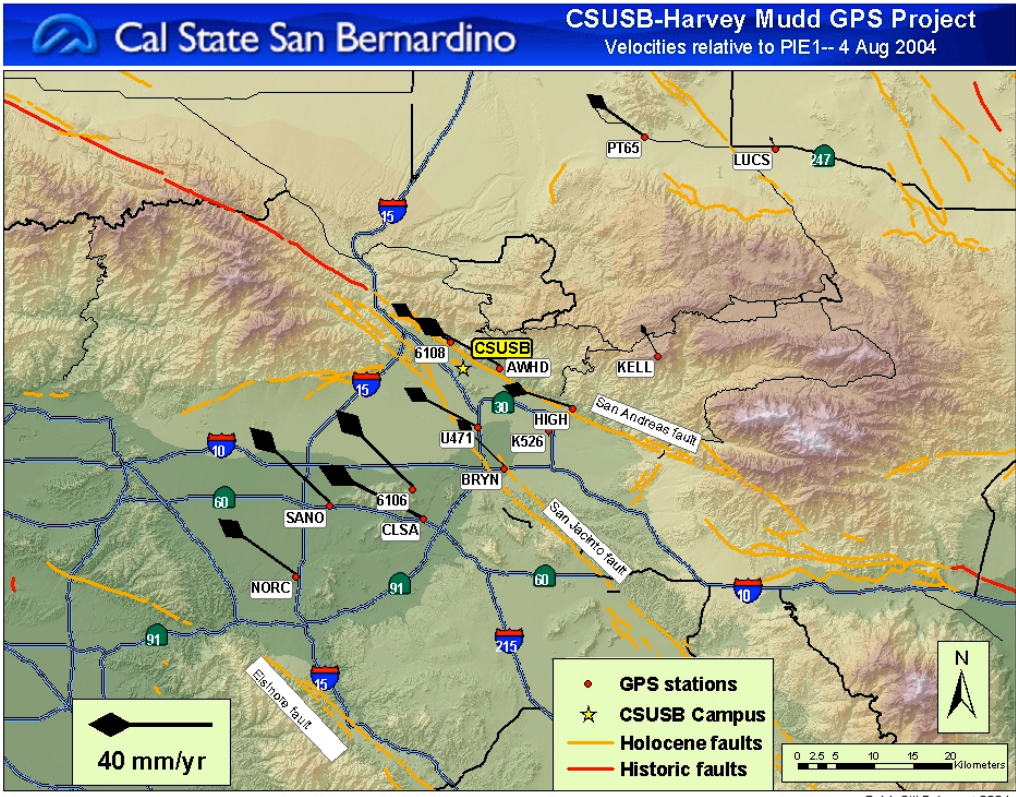 Cal State San Bernardino
CSUSB-Harvey Mudd GPS Project
Velocities relative to PIE1-- 4 Aug 2004
PT65
LUCS
247
15
6108
CSUSB
AWHD
KELL
15
30
HIGH
San Andreas fault
U471
K526
10
BRYN
60
6106
SANO
CLSA
San Jacinto fault
NORC
91
60
10
91
215
15
Elsinore fault
N
40 mm/yr
GPS stations
CSUSB Campus
Holocene faults
Historic faults
0 2.5 5 10 15 20
Kilometers